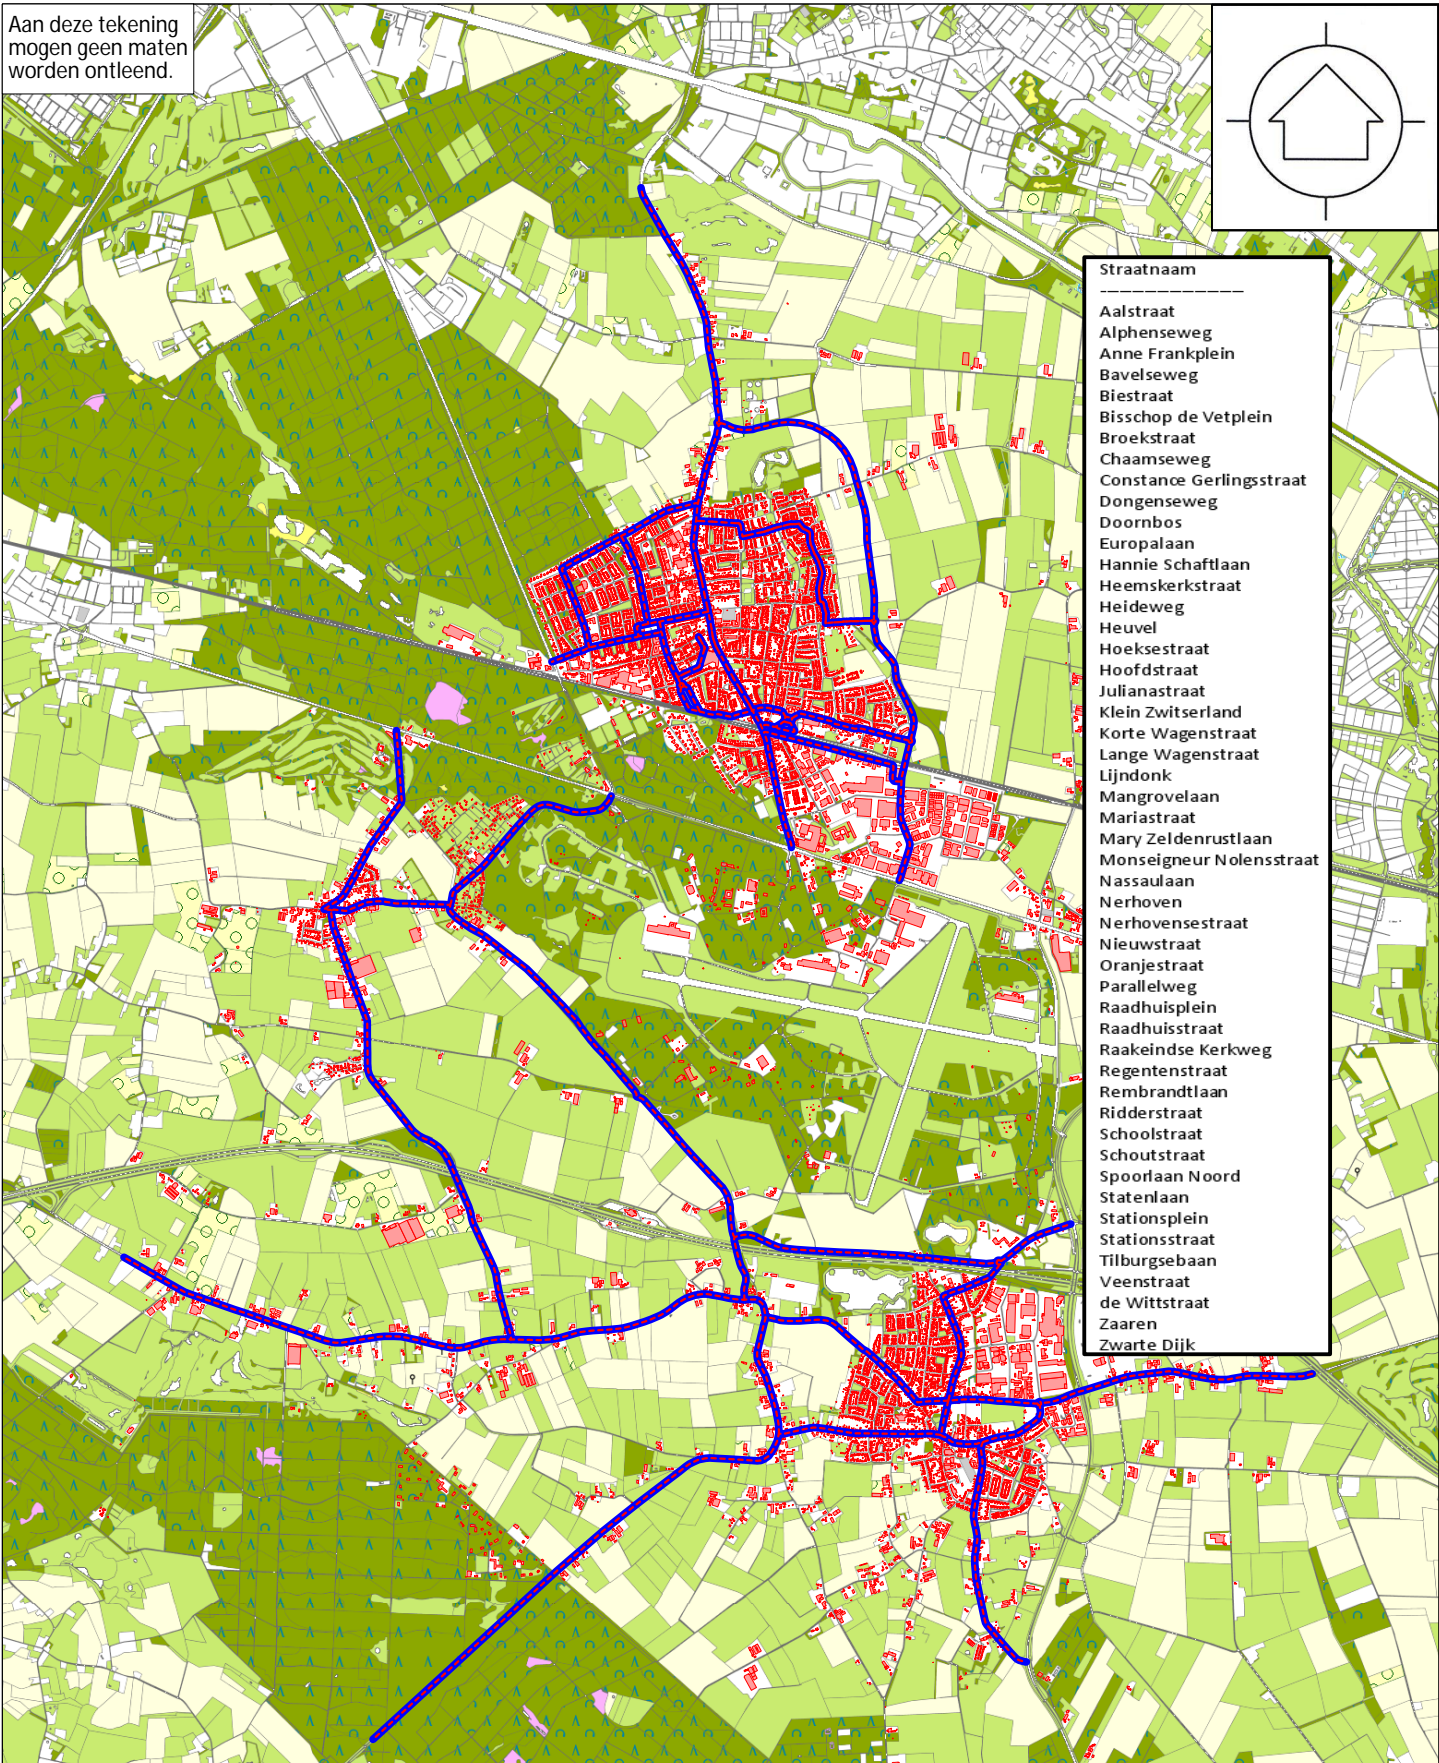 Aan deze tekening
mogen geen maten
worden ontleend.
Straatnaam
-------------
Aalstraat
Alphenseweg
Anne Frankplein
Bavelseweg
Biestraat
Bisschop de Vetplein
Broekstraat
Chaamseweg
Constance Gerlingsstraat
Dongenseweg
Doornbos
Europalaan
Hannie Schaftlaan
Heemskerkstraat
Heideweg
Heuvel
Hoeksestraat
Hoofdstraat
Julianastraat
Klein Zwitserland
Korte Wagenstraat
Lange Wagenstraat
Lijndonk
Mangrovelaan
Mariastraat
Mary Zeldenrustlaan
Monseigneur Nolensstraat
Nassaulaan
Nerhoven
Nerhovensestraat
Nieuwstraat
Oranjestraat
Parallelweg
Raadhuisplein
Raadhuisstraat
Raakeindse Kerkweg
Regentenstraat
Rembrandtlaan
Ridderstraat
Schoolstraat
Schoutstraat
Spoorlaan Noord
Statenlaan
Stationsplein
Stationsstraat
Tilburgsebaan
Veenstraat
de Wittstraat
Zaaren
Zwarte Dijk